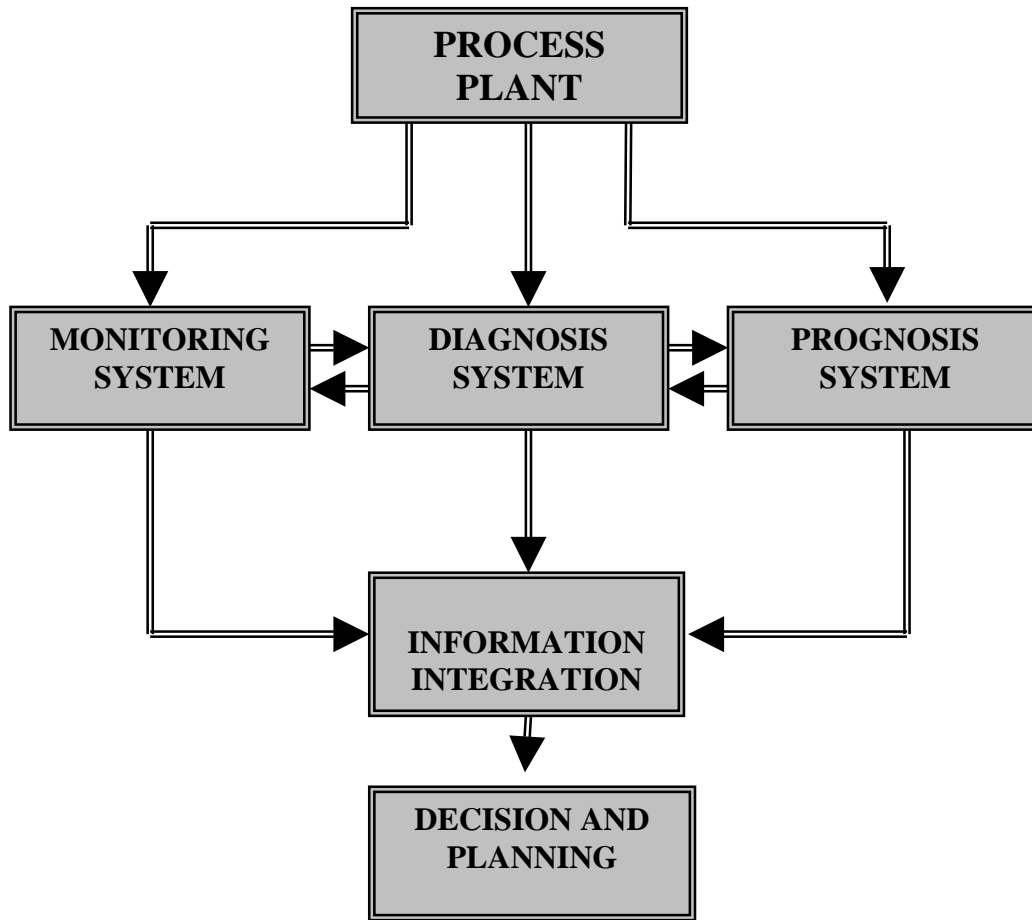 PROCESS
PLANT
MONITORING
SYSTEM
DIAGNOSIS
SYSTEM
PROGNOSIS
SYSTEM
INFORMATION
INTEGRATION
DECISION AND
PLANNING